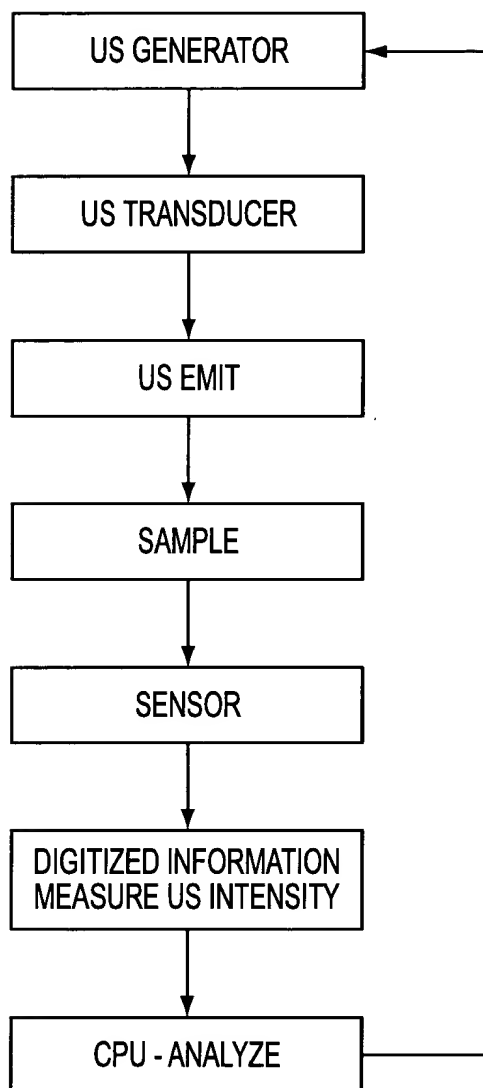 US GENERATOR
US TRANSDUCER
US EMIT
SAMPLE
SENSOR
DIGITIZED INFORMATION
MEASURE US INTENSITY
CPU - ANALYZE